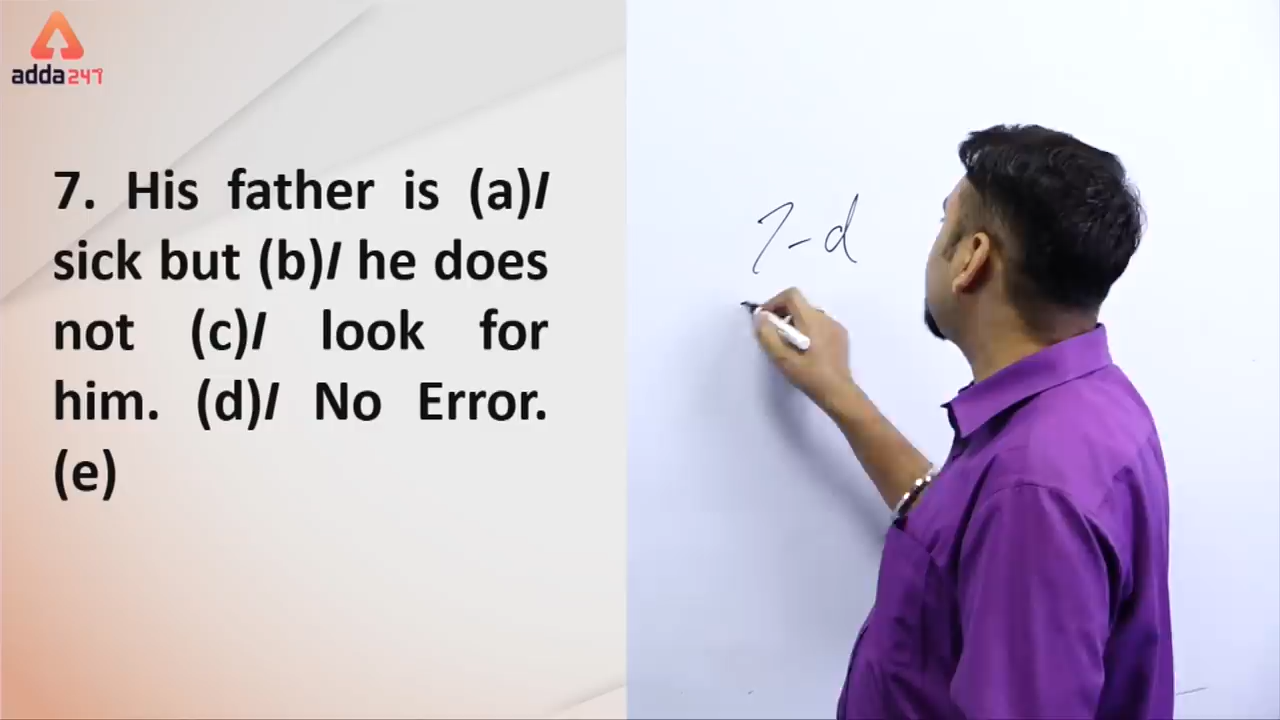 adda247
7. His father is (a)/
sick but (b)/ he does
not (c)/ look for
him. (d)/ No Error.
(e)
7-d